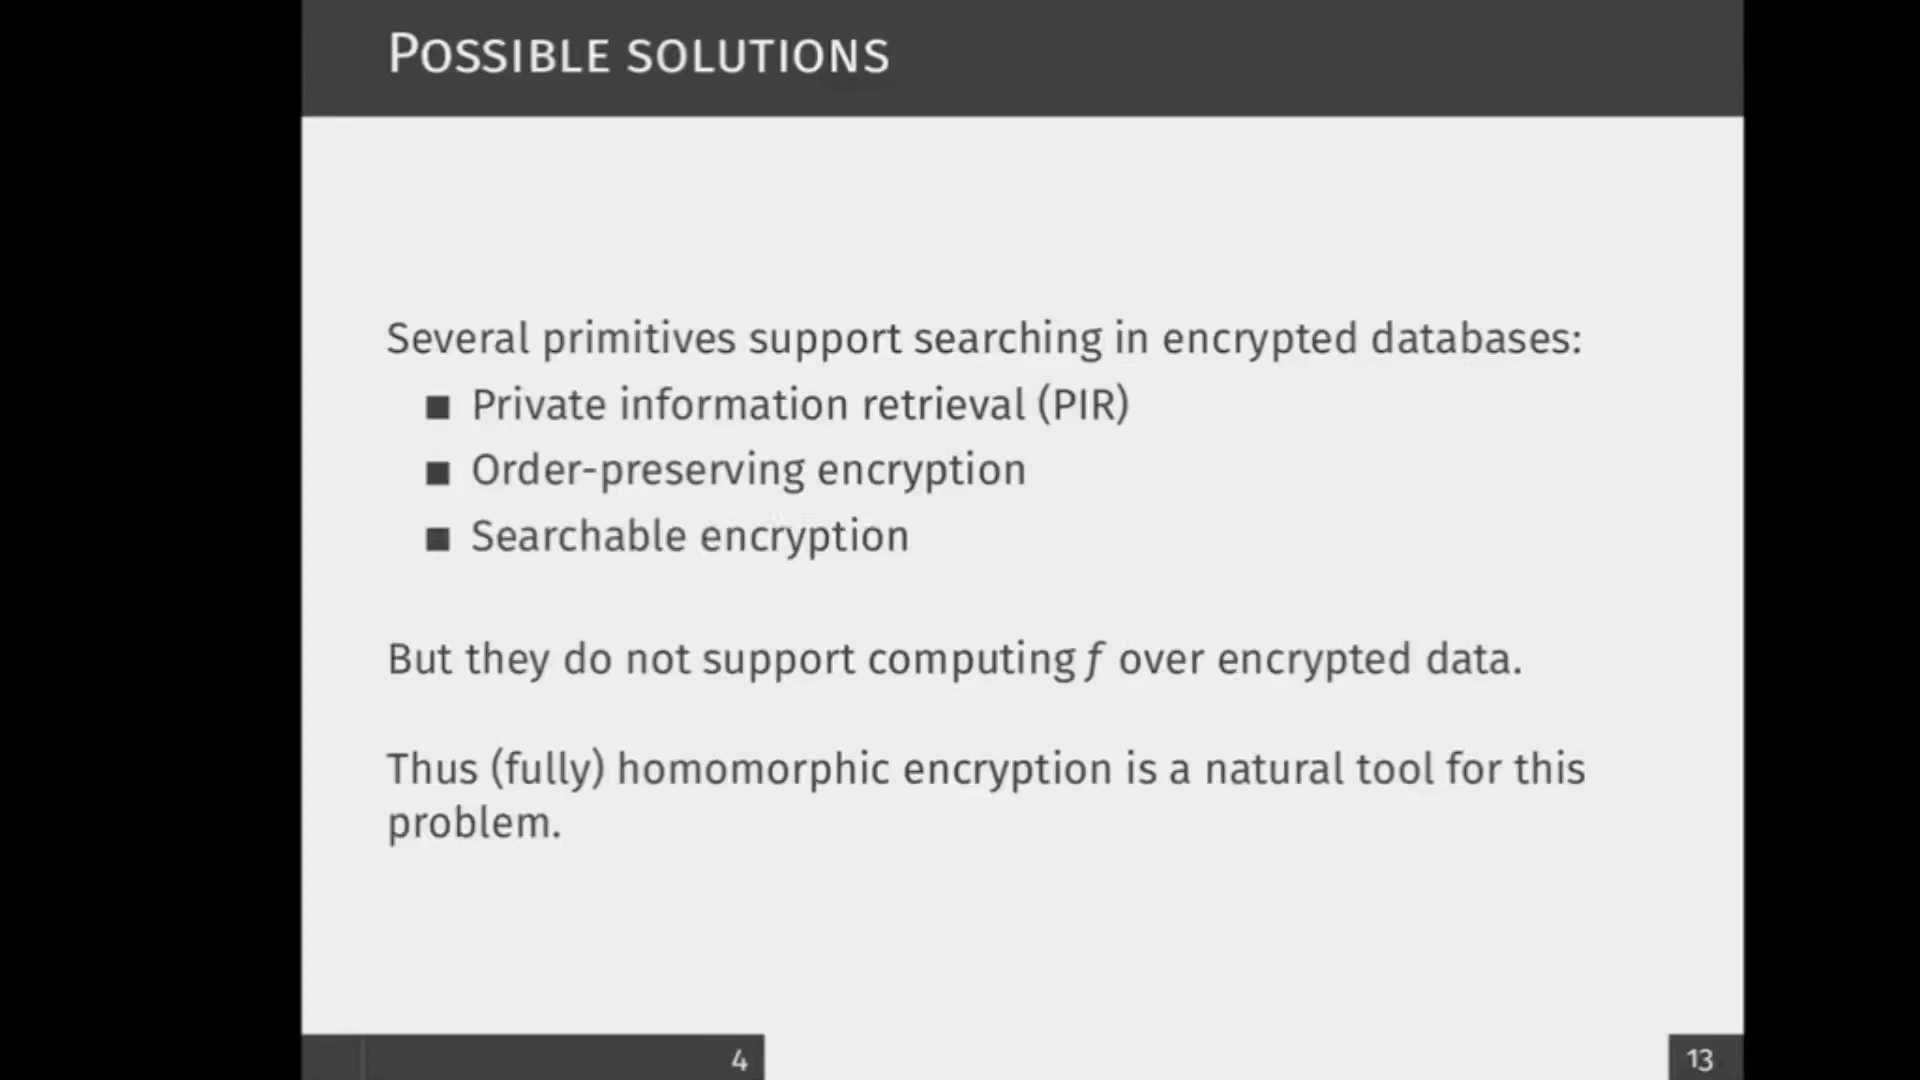 POSSIBLE SOLUTIONS
Several primitives support searching in encrypted databases:
■ Private information retrieval (PIR)
■ Order-preserving encryption
■ Searchable encryption
But they do not support computing f over encrypted data.
Thus (fully) homomorphic encryption is a natural tool for this
problem.
4
13